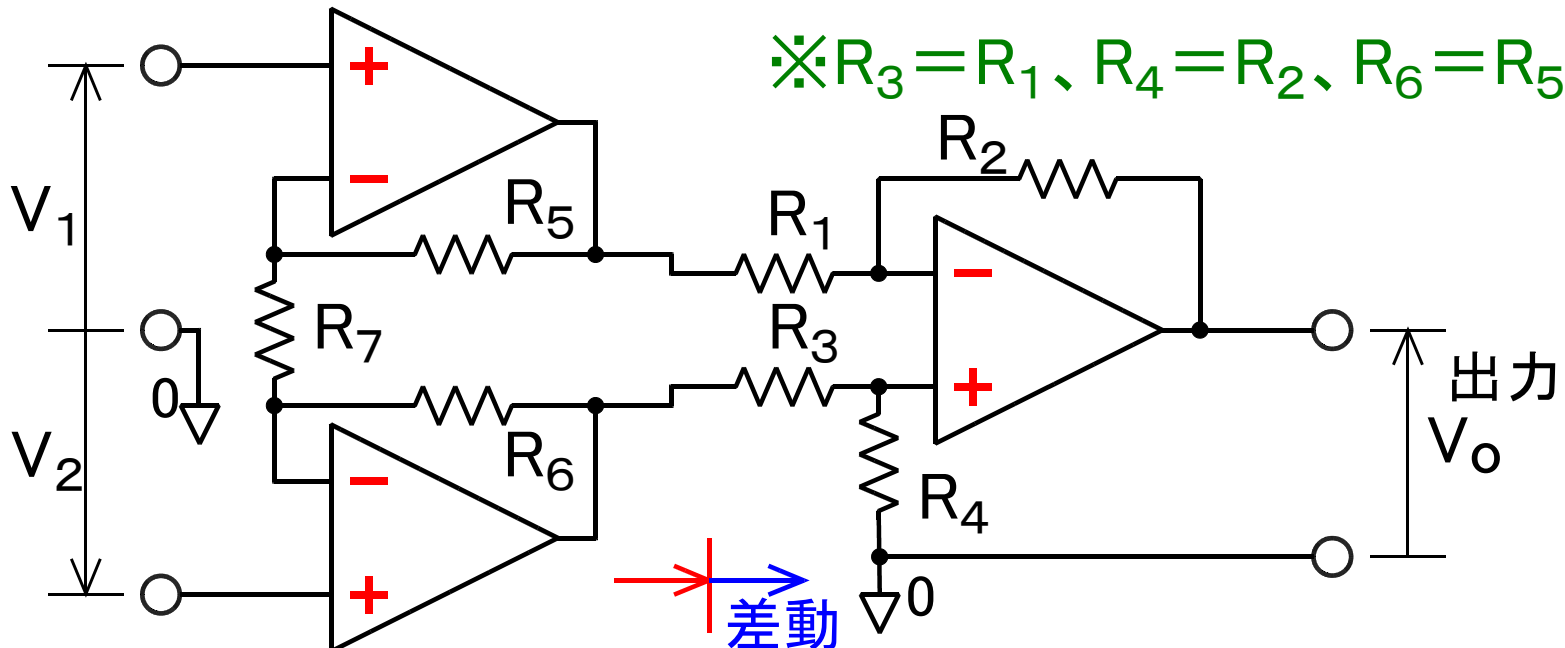 ※R₃＝R₁、R₄＝R₂、R₆＝R₅
+
−
V₁
R₅
R₂
R₁
−
R₇
R₃
0
+
出力
Vo
V₂
−
R₆
R₄
+
0
差動